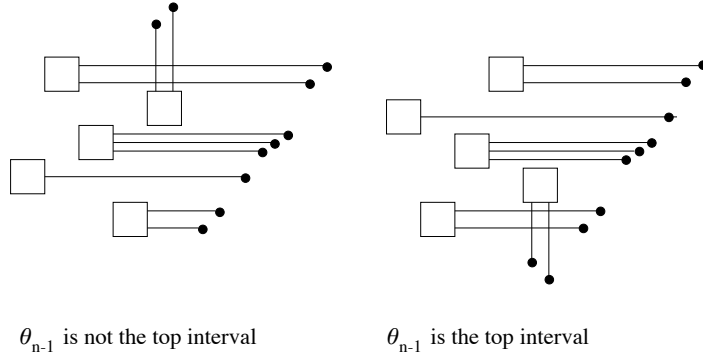 θn-1 is not the top interval
θn-1 is the top interval